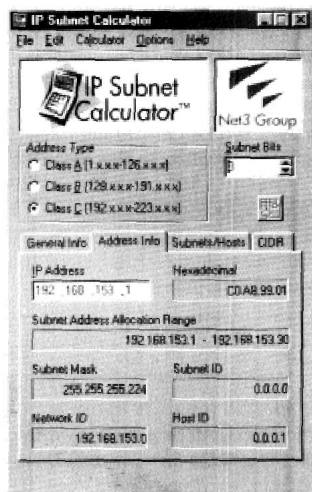 IP Subnet Calculator
File Edit Calculator Options Help
IP Subnet
Calculator™
Net3 Group
Address Type
Class A (1.x.x.x-126.x.x.x)
Class B (129.x.x.x-191.x.x.x)
Class C (192.x.x.x-223.x.x.x)
Subnet Bits
General Info Address Info Subnets/Hosts CIDR
IP Address
192 .168 .153 .1
Hexadecimal
C0.A8.99.01
Subnet Address Allocation Range
192.168.153.1 - 192.168.153.30
Subnet Mask
255.255.255.224
Subnet ID
0.0.0.0
Network ID
192.168.153.0
Host ID
0.0.0.1